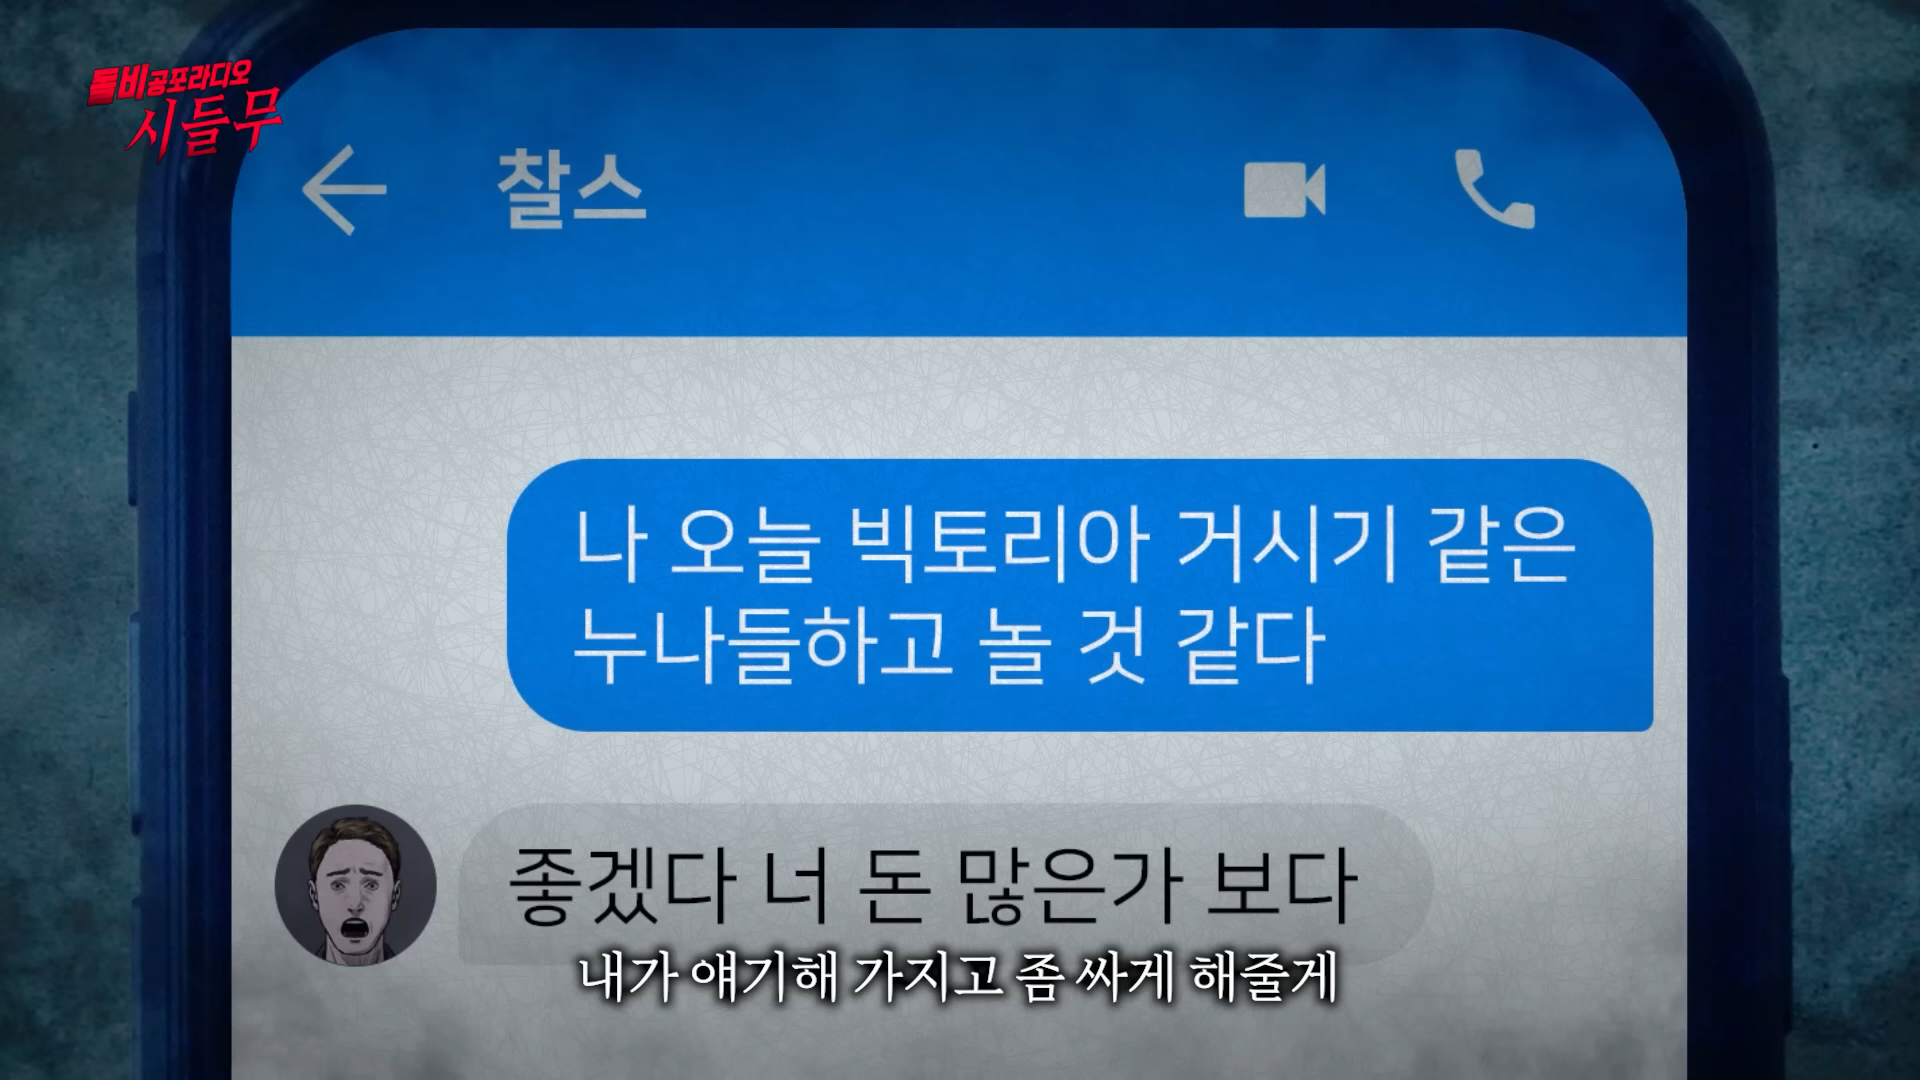 돌비공포라디오
시들무
찰스
나 오늘 빅토리아 거시기 같은
누나들하고 놀 것 같다
좋겠다 너 돈 많은가 보다
내가 얘기해 가지고 좀 싸게 해줄게